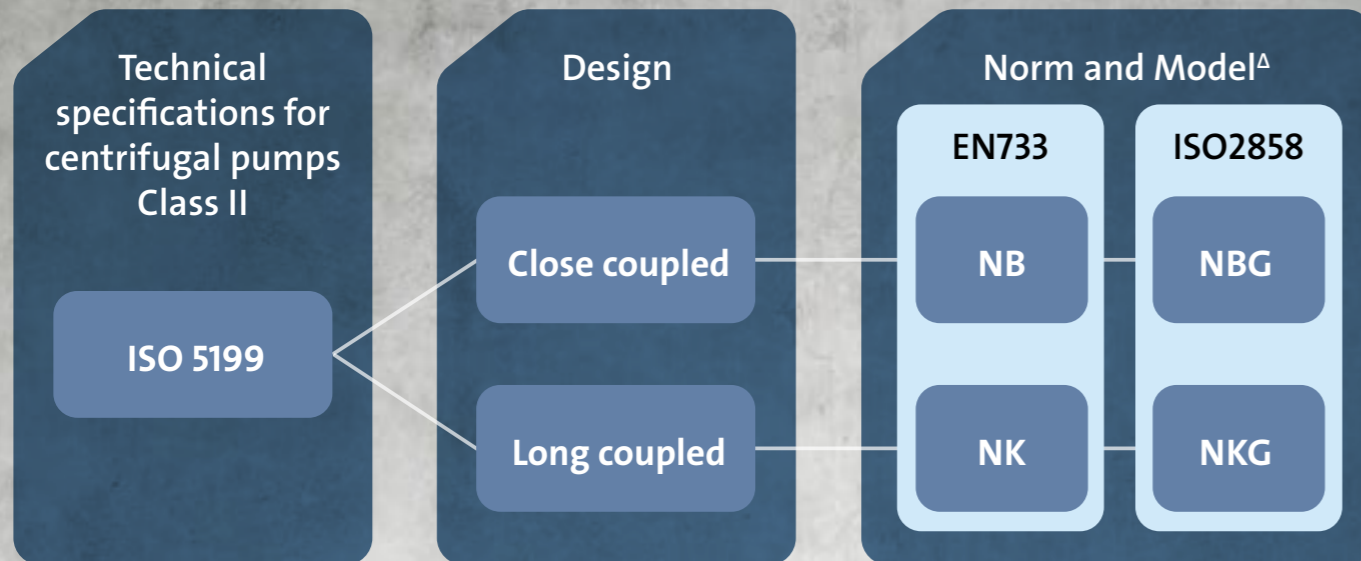 Technical
specifications for
centrifugal pumps
Class II
ISO 5199
Design
Close coupled
Long coupled
Norm and Model^Δ
EN733
NB
NK
ISO2858
NBG
NKG